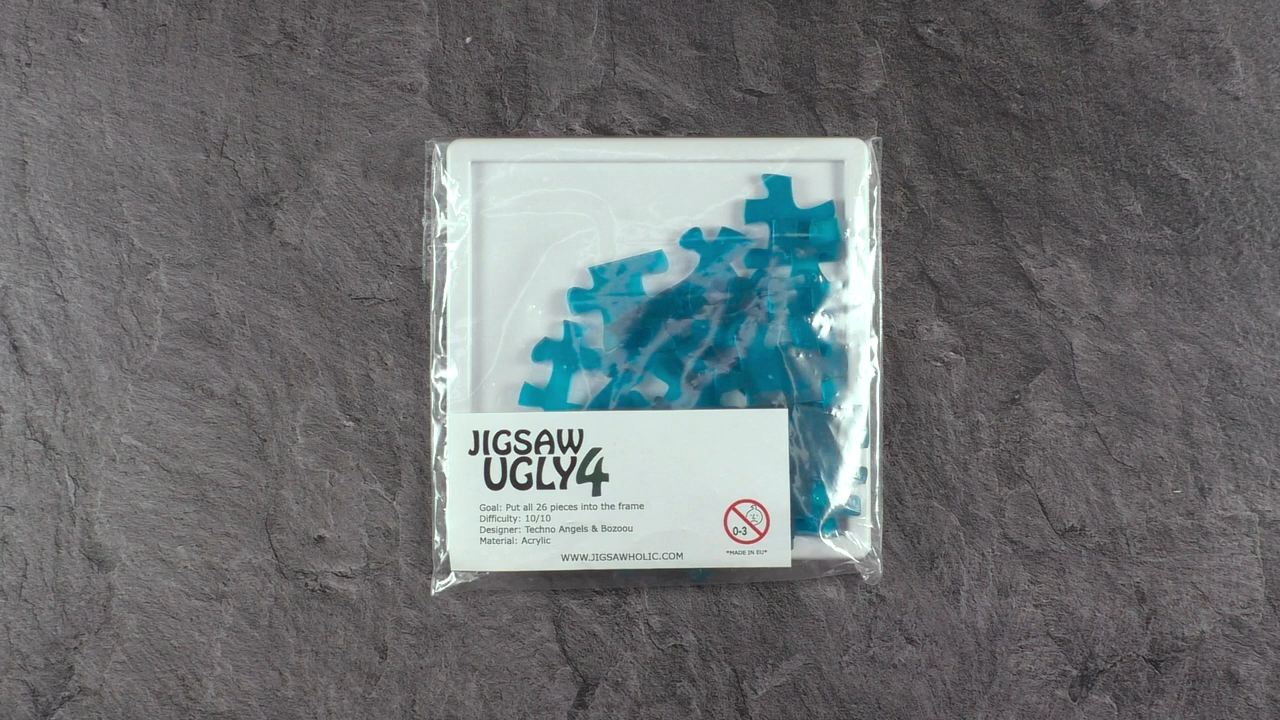 JIGSAW
UGLY4
Goal: Put all 26 pieces into the frame
Difficulty: 10/10
Designer: Techno Angels & Bozoou
Material: Acrylic
WWW.JIGSAWHOLIC.COM
0-3
*MADE IN EU*